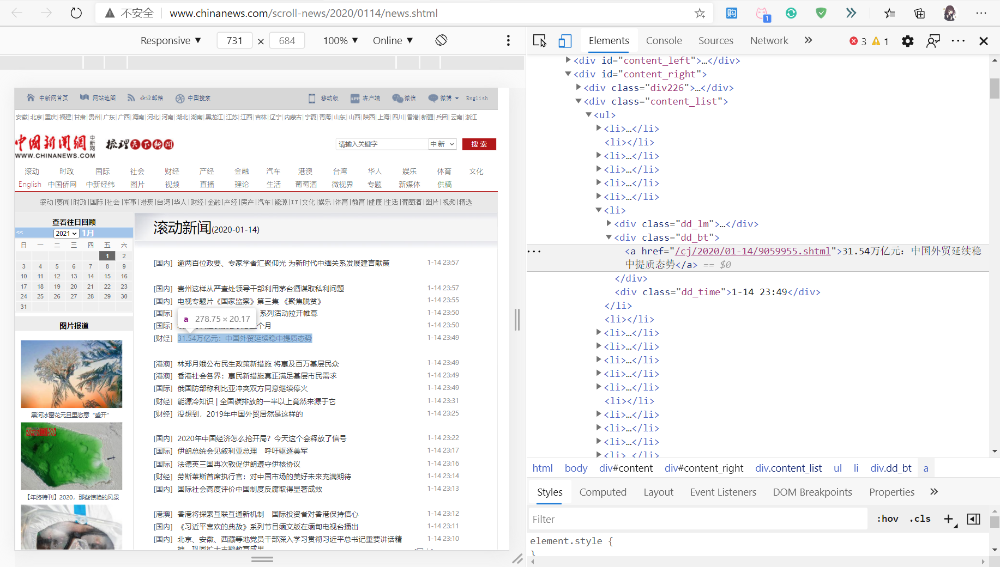 不安全 www.chinanews.com/scroll-news/2020/0114/news.shtml
1
Responsive ▼ 731 × 684 100% ▼ Online ▼
中新网首页 网站地图 企业邮箱 中国搜索 移动版 APP 客户端 微信 微博 English
安徽|北京|重庆|福建|甘肃|贵州|广东|广西|海南|河北|河南|湖北|湖南|黑龙江|江苏|江西|吉林|辽宁|内蒙古|宁夏|青海|山东|山西|陕西|上海|四川|香港|新疆|兵团|云南|浙江
中国新闻网 中新网 梳理天下新闻
WWW.CHINANEWS.COM
请输入关键字 中新 搜 索
滚动 时政 国际 社会 财经 产经 金融 汽车 港澳 台湾 华人 娱乐 体育 文化
English 中国侨网 中新经纬 图片 视频 直播 理论 生活 葡萄酒 微视界 专题 新媒体 供稿
滚动|要闻|时政|国际|社会|军事|港澳|台湾|华人|财经|金融|产经|房产|汽车|能源|IT|文化|娱乐|体育|教育|健康|生活|葡萄酒|图片|视频|精选
查看往日回顾
<< 2021 1月
日 一 二 三 四 五 六
1 2
3 4 5 6 7 8 9
10 11 12 13 14 15 16
17 18 19 20 21 22 23
24 25 26 27 28 29 30
31
图片报道
黑河冰窗花元旦里恣意“盛开”
【年终特刊】2020，那些惊艳的风景
滚动新闻(2020-01-14)
[国内] 逾两百位政要、专家学者汇聚仰光 为新时代中缅关系发展建言献策 1-14 23:57
[国内] 贵州这样从严查处领导干部利用茅台酒谋取私利问题 1-14 23:57
[国内] 电视专题片《国家监察》第三集 《聚焦脱贫》 1-14 23:55
[国际] 系列活动拉开帷幕 1-14 23:50
a 278.75 × 20.17
[国际] 个月 1-14 23:50
[财经] 31.54万亿元：中国外贸延续稳中提质态势 1-14 23:49
[港澳] 林郑月娥公布民生政策新措施 将惠及百万基层民众 1-14 23:49
[港澳] 香港社会各界：惠民新措施真正满足基层市民需求 1-14 23:49
[国际] 俄国防部称利比亚冲突双方同意继续停火 1-14 23:49
[财经] 能源冷知识 | 全国碳排放的一半以上竟然来源于它 1-14 23:31
[财经] 没想到，2019年中国外贸居然是这样的 1-14 23:25
[国内] 2020年中国经济怎么抢开局？今天这个会释放了信号 1-14 23:22
[国际] 伊朗总统会见叙利亚总理 呼吁驱逐美军 1-14 23:17
[国际] 法德英三国再次敦促伊朗遵守伊核协议 1-14 23:16
[财经] 劳斯莱斯首席执行官：对中国市场的美好未来充满期待 1-14 23:14
[国内] 国际社会高度评价中国制度反腐取得显著成效 1-14 23:13
[港澳] 香港将探索互联互通新机制 国际投资者对香港保持信心 1-14 23:12
[国内] 《习近平喜欢的典故》系列节目缅文版在缅甸电视台播出 1-14 23:11
[国内] 北京、安徽、西藏等地党员干部深入学习贯彻习近平总书记重要讲话精 1-14 23:10
Elements Console Sources Network » 3 1
<div id="content_left">…</div>
<div id="content_right">
<div class="div226">…</div>
<div class="content_list">
<ul>
<li>…</li>
<li></li>
<li>…</li>
<li>…</li>
<li>…</li>
<li>…</li>
<li>
<div class="dd_lm">…</div>
<div class="dd_bt">
<a href="/cj/2020/01-14/9059955.shtml">31.54万亿元：中国外贸延续稳
中提质态势</a> == $0
</div>
<div class="dd_time">1-14 23:49</div>
</li>
<li></li>
<li>…</li>
<li>…</li>
<li>…</li>
<li>…</li>
<li>…</li>
<li></li>
<li>…</li>
<li>…</li>
<li>…</li>
<li>…</li>
html body div#content div#content_right div.content_list ul li div.dd_bt a
Styles Computed Layout Event Listeners DOM Breakpoints Properties »
Filter :hov .cls +
element.style {
}